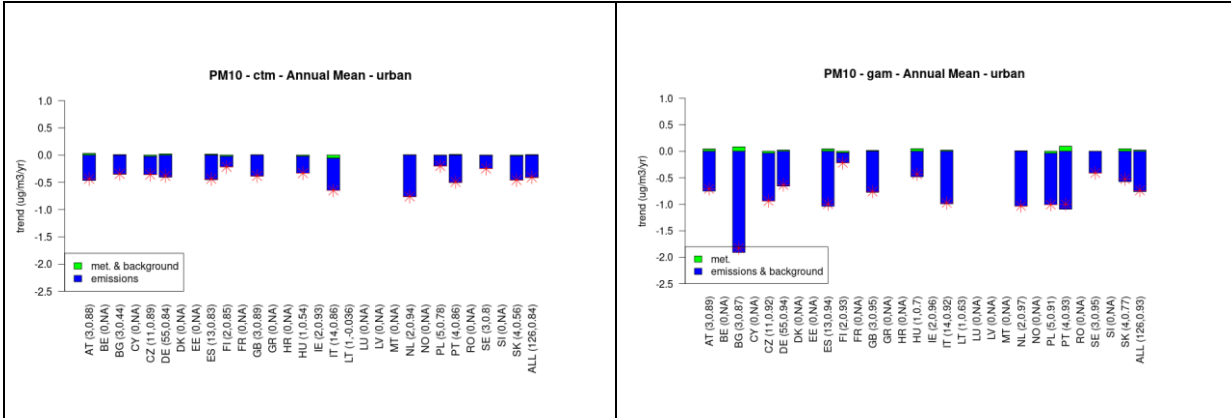 PM10 - ctm - Annual Mean - urban
trend (ug/m3/yr)
1.0
0.5
0.0
-0.5
-1.0
-1.5
-2.0
-2.5
met. & background
emissions
AT (3,0.88)
BE (0,NA)
BG (3,0.44)
CY (0,NA)
CZ (11,0.89)
DE (55,0.84)
DK (0,NA)
EE (0,NA)
ES (13,0.83)
FI (2,0.85)
FR (0,NA)
GB (3,0.89)
GR (0,NA)
HR (0,NA)
HU (1,0.54)
IE (2,0.93)
IT (14,0.86)
LT (1,-0.036)
LU (0,NA)
LV (0,NA)
MT (0,NA)
NL (2,0.94)
NO (0,NA)
PL (5,0.78)
PT (4,0.86)
RO (0,NA)
SE (3,0.8)
SI (0,NA)
SK (4,0.56)
ALL (126,0.84)
PM10 - gam - Annual Mean - urban
trend (ug/m3/yr)
1.0
0.5
0.0
-0.5
-1.0
-1.5
-2.0
-2.5
met.
emissions & background
AT (3,0.89)
BE (0,NA)
BG (3,0.87)
CY (0,NA)
CZ (11,0.92)
DE (55,0.94)
DK (0,NA)
EE (0,NA)
ES (13,0.94)
FI (2,0.93)
FR (0,NA)
GB (3,0.95)
GR (0,NA)
HR (0,NA)
HU (1,0.7)
IE (2,0.96)
IT (14,0.92)
LT (1,0.63)
LU (0,NA)
LV (0,NA)
MT (0,NA)
NL (2,0.97)
NO (0,NA)
PL (5,0.91)
PT (4,0.93)
RO (0,NA)
SE (3,0.95)
SI (0,NA)
SK (4,0.77)
ALL (126,0.93)